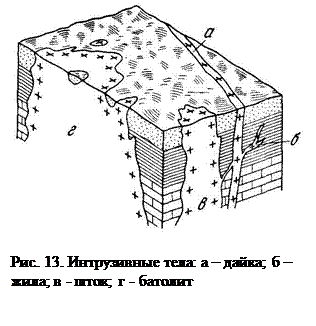 а
г
б
в
Рис. 13. Интрузивные тела: а – дайка; б –
жила; в - шток; г - батолит